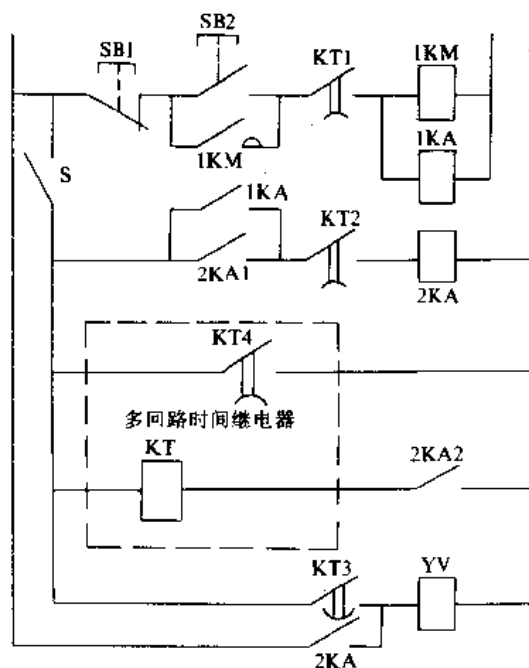 SB2
SB1
KT1
1KM
1KM
1KA
S
1KA
KT2
2KA1
2KA
KT4
多回路时间继电器
KT
2KA2
KT3
YV
2KA